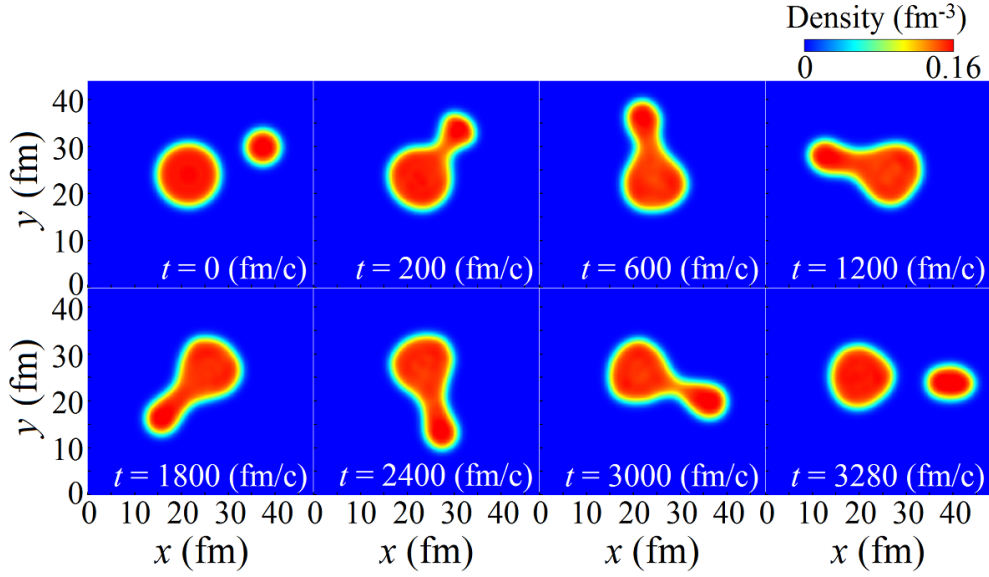 Density (fm⁻³)
0 0.16
40
30
20
10
0
y (fm)
t = 0 (fm/c)
t = 200 (fm/c)
t = 600 (fm/c)
t = 1200 (fm/c)
40
30
20
10
0
y (fm)
t = 1800 (fm/c)
t = 2400 (fm/c)
t = 3000 (fm/c)
t = 3280 (fm/c)
0 10 20 30 40 0 10 20 30 40 0 10 20 30 40 0 10 20 30 40
x (fm) x (fm) x (fm) x (fm)